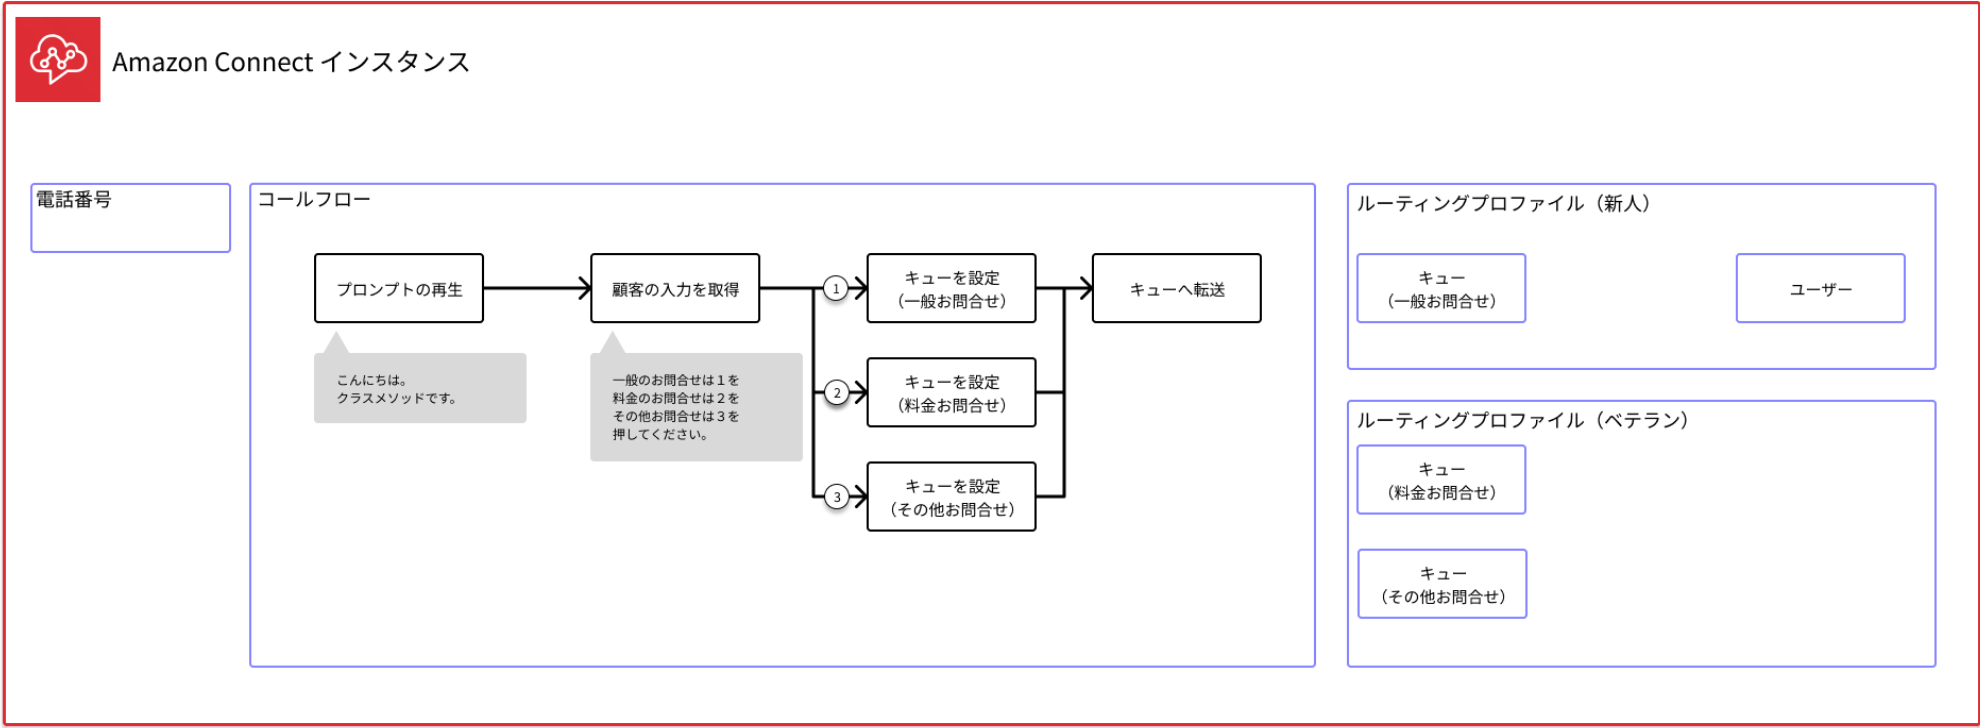 Amazon Connect インスタンス
電話番号
コールフロー
プロンプトの再生
こんにちは。
クラスメソッドです。
顧客の入力を取得
一般のお問合せは１を
料金のお問合せは２を
その他お問合せは３を
押してください。
1
キューを設定
（一般お問合せ）
2
キューを設定
（料金お問合せ）
3
キューを設定
（その他お問合せ）
キューへ転送
ルーティングプロファイル（新人）
キュー
（一般お問合せ）
ユーザー
ルーティングプロファイル（ベテラン）
キュー
（料金お問合せ）
キュー
（その他お問合せ）